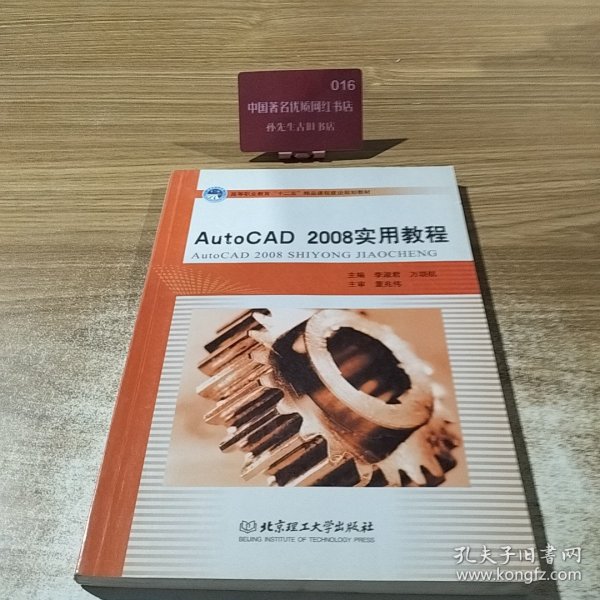 016
中国著名优质网红书店
孙先生古旧书店
高等职业教育“十二五”精品课程建设规划教材
AutoCAD 2008实用教程
AutoCAD 2008 SHIYONG JIAOCHENG
主编 李淑君 万晓航
主审 董兆伟
北京理工大学出版社
BEIJING INSTITUTE OF TECHNOLOGY PRESS
孔夫子旧书网
www.kongfz.com